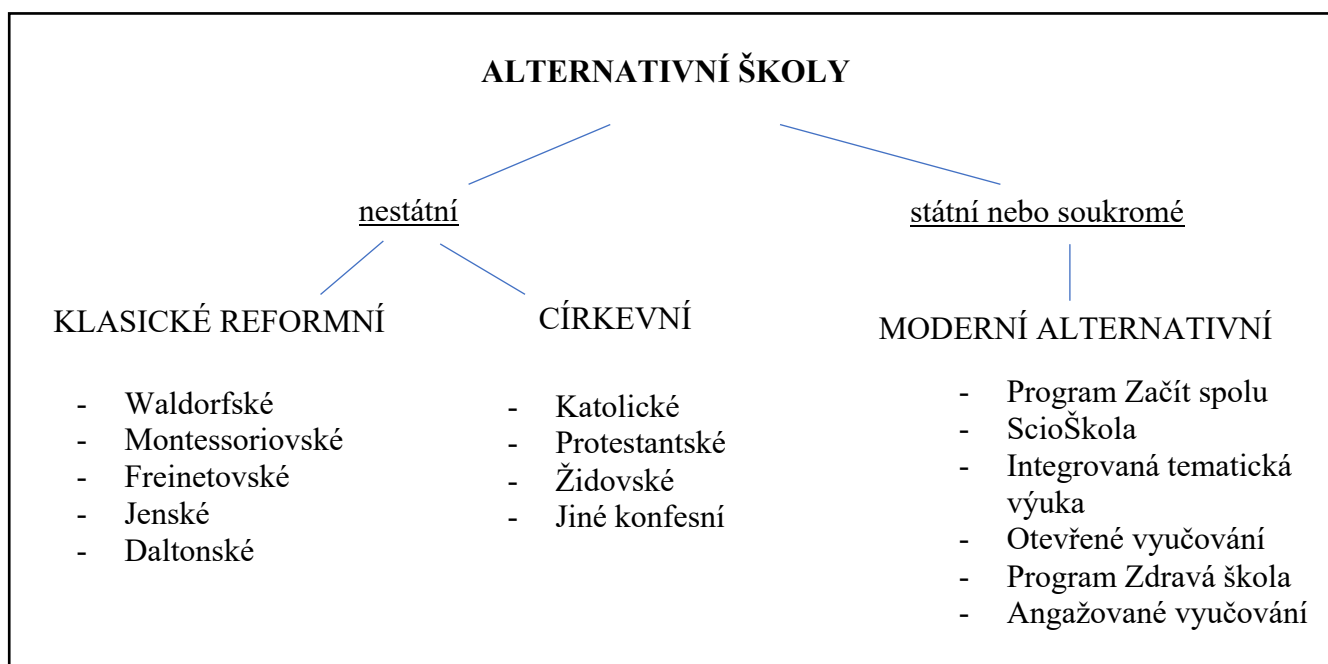 ALTERNATIVNÍ ŠKOLY
nestátní
státní nebo soukromé
KLASICKÉ REFORMNÍ
- Waldorfské
- Montessoriovské
- Freinetovské
- Jenské
- Daltonské
CÍRKEVNÍ
- Katolické
- Protestantské
- Židovské
- Jiné konfesní
MODERNÍ ALTERNATIVNÍ
- Program Začít spolu
- ScioŠkola
- Integrovaná tematická
výuka
- Otevřené vyučování
- Program Zdravá škola
- Angažované vyučování